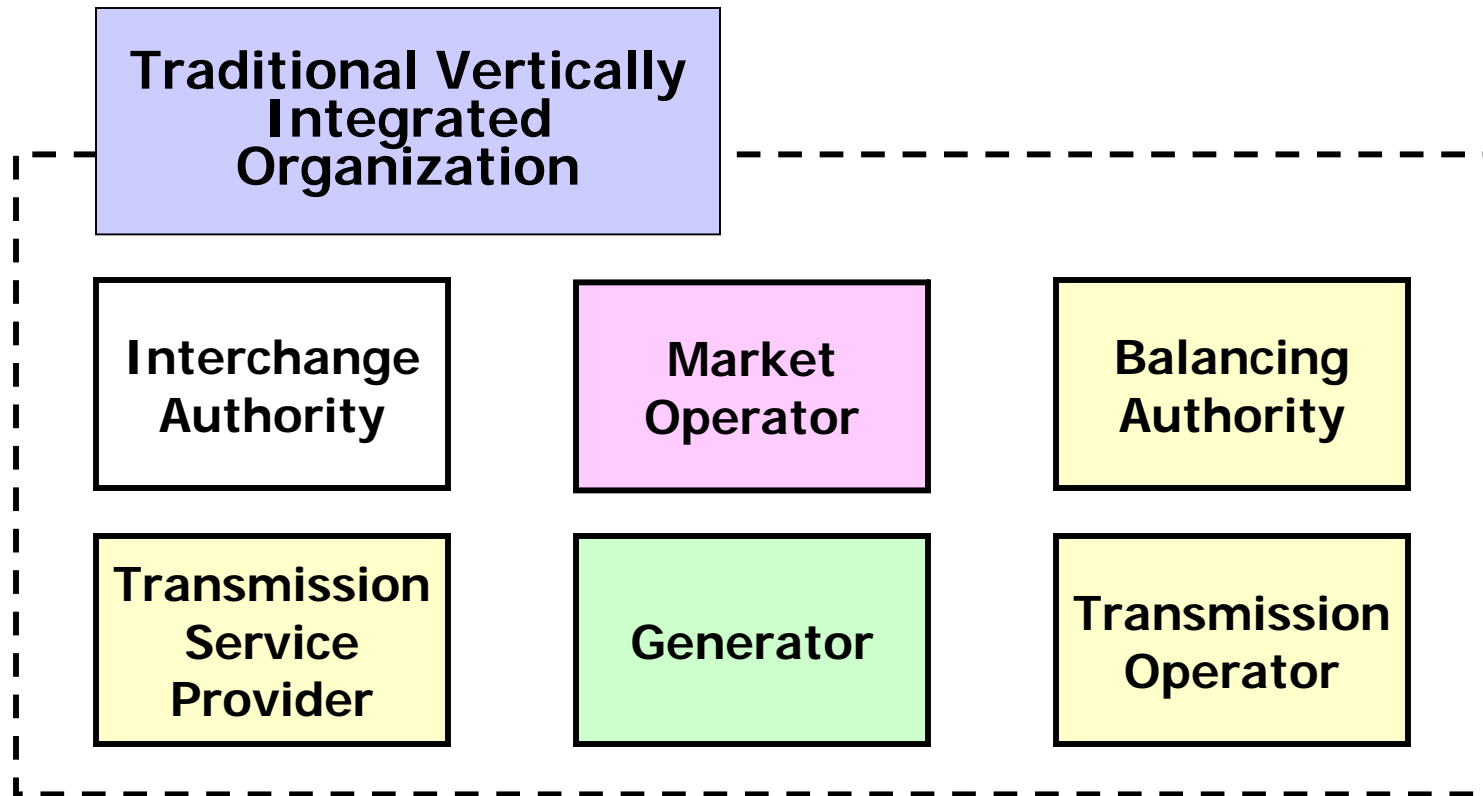 Traditional Vertically
Integrated
Organization
Interchange
Authority
Market
Operator
Balancing
Authority
Transmission
Service
Provider
Generator
Transmission
Operator